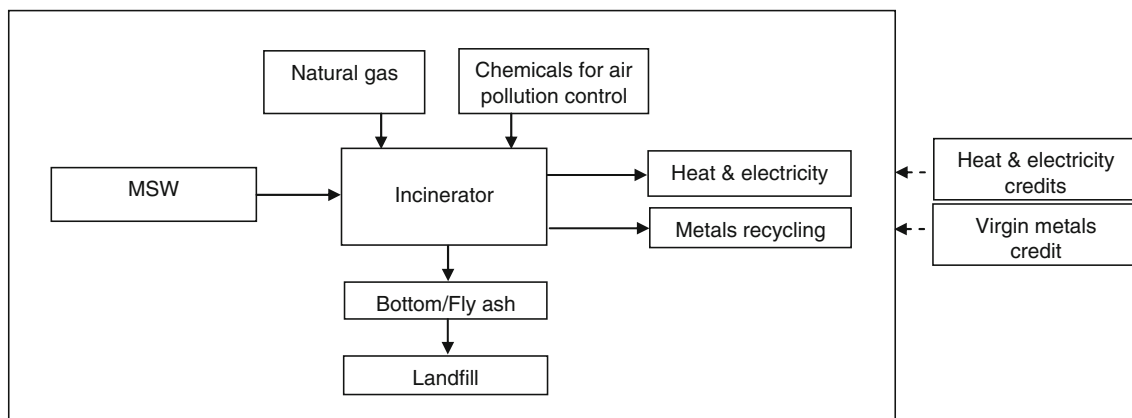 Natural gas
Chemicals for air
pollution control
MSW
Incinerator
Heat & electricity
Metals recycling
Bottom/Fly ash
Landfill
Heat & electricity
credits
Virgin metals
credit